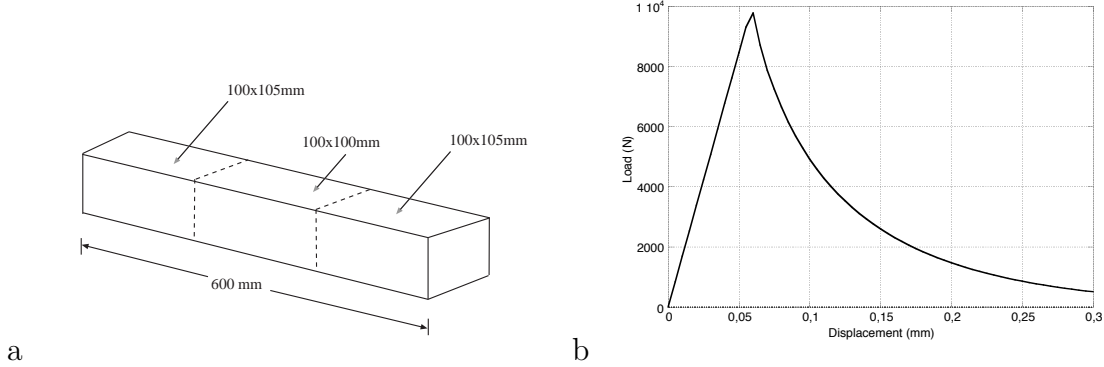 100x105mm
100x100mm
100x105mm
600 mm
a
1 10⁴
8000
6000
4000
2000
0
Load (N)
0 0,05 0,1 0,15 0,2 0,25 0,3
Displacement (mm)
b